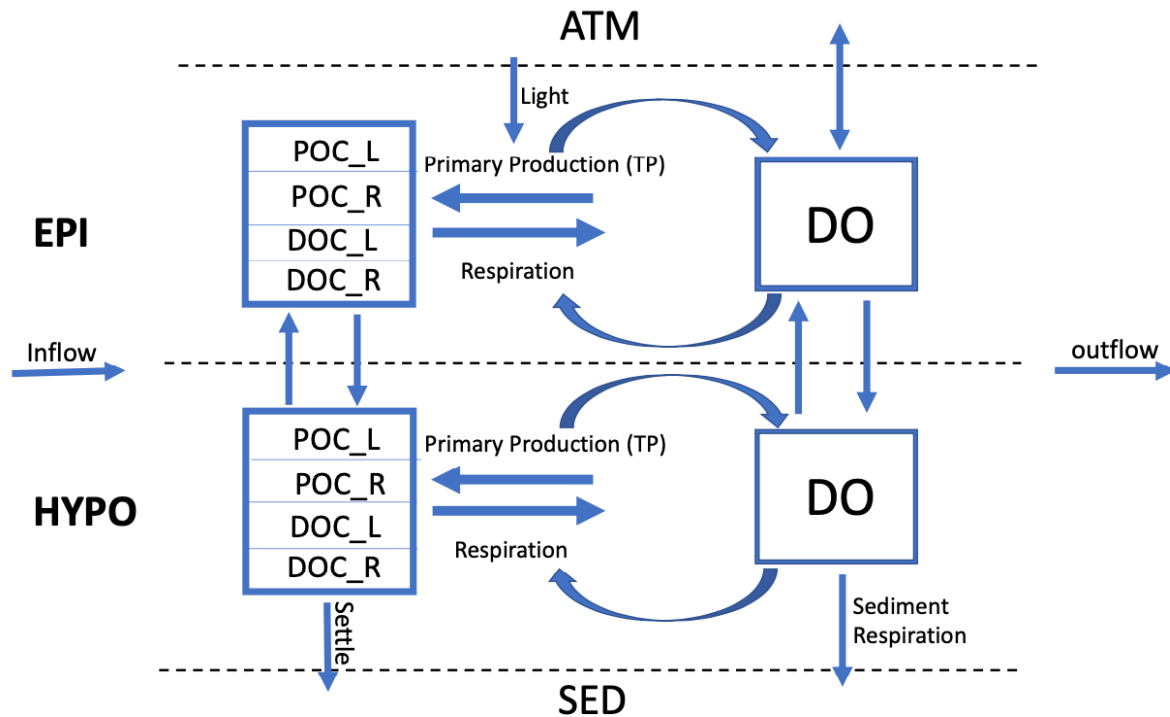 ATM
Light
POC_L
Primary Production (TP)
POC_R
DO
EPI
DOC_L
DOC_R
Respiration
Inflow
outflow
POC_L
Primary Production (TP)
POC_R
DO
HYPO
DOC_L
DOC_R
Respiration
Settle
Sediment
Respiration
SED